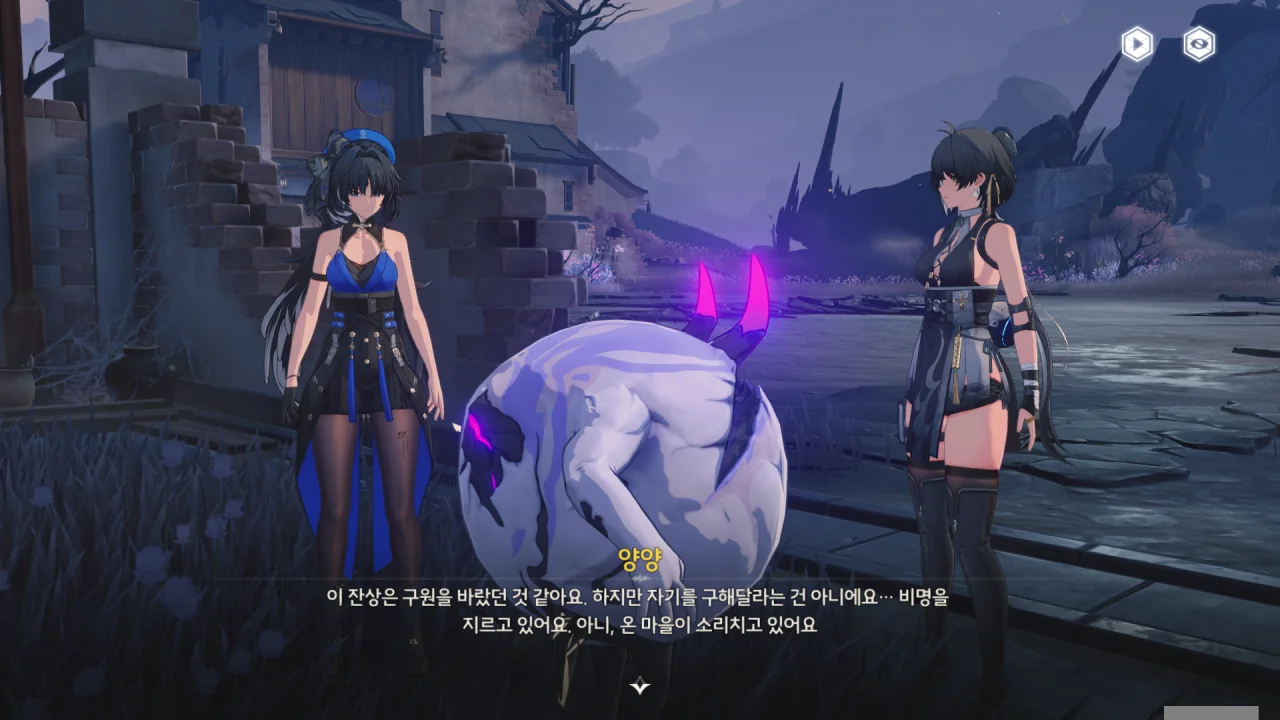 양양
이 잔상은 구원을 바랐던 것 같아요. 하지만 자기를 구해달라는 건 아니에요… 비명을
지르고 있어요. 아니, 온 마을이 소리치고 있어요